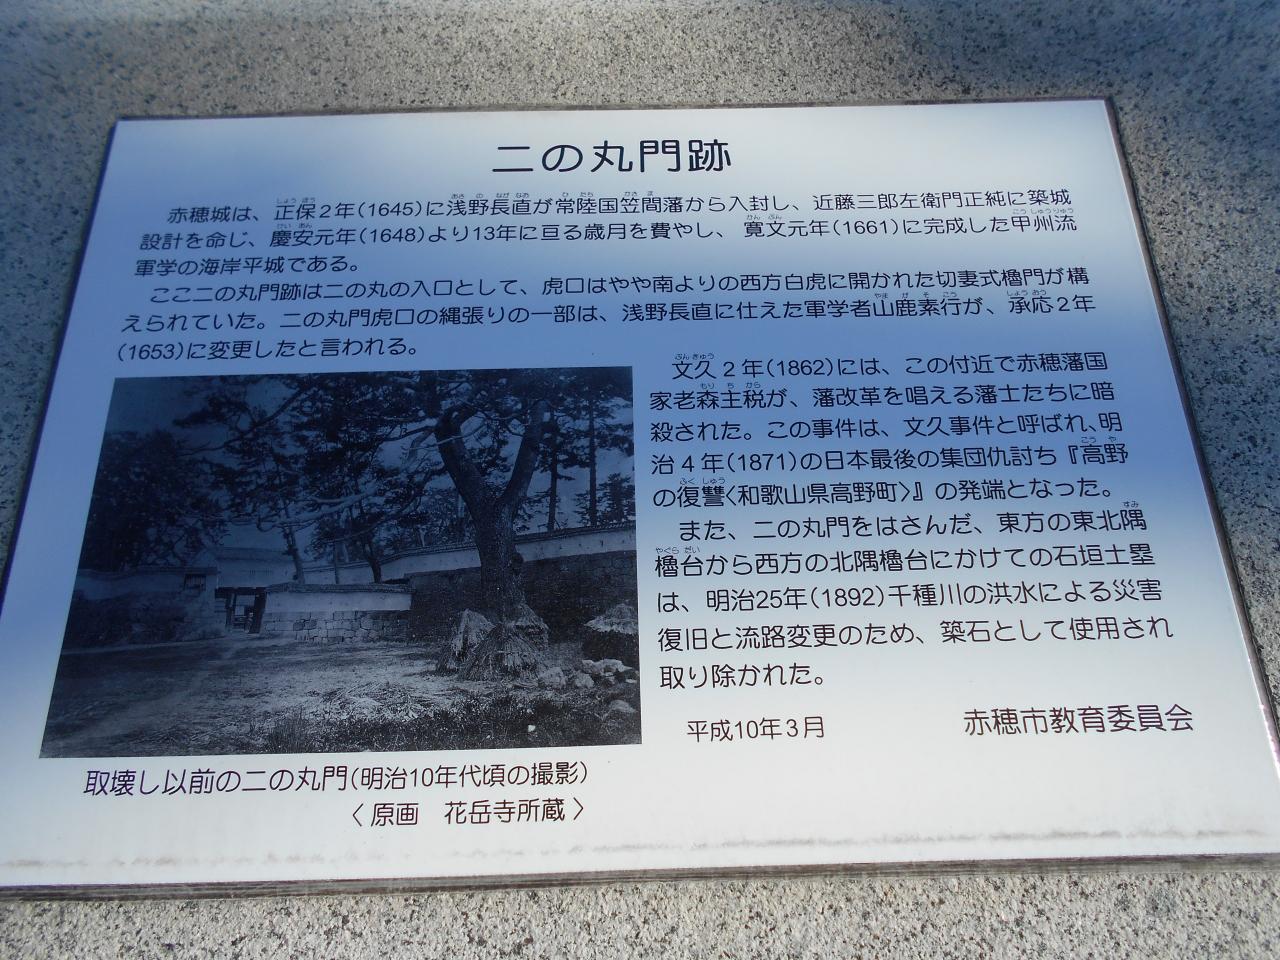 二の丸門跡
赤穂城は、正保２年(1645)に浅野長直が常陸国笠間藩から入封し、近藤三郎左衛門正純に築城
設計を命じ、慶安元年(1648)より13年に亘る歳月を費やし、寛文元年(1661)に完成した甲州流
軍学の海岸平城である。
ここ二の丸門跡は二の丸の入口として、虎口はやや南よりの西方白虎に開かれた切妻式櫓門が構
えられていた。二の丸門虎口の縄張りの一部は、浅野長直に仕えた軍学者山鹿素行が、承応２年
(1653)に変更したと言われる。
文久２年(1862)には、この付近で赤穂藩国
家老森主税が、藩改革を唱える藩士たちに暗
殺された。この事件は、文久事件と呼ばれ、明
治４年(1871)の日本最後の集団仇討ち『高野
の復讐〈和歌山県高野町〉』の発端となった。
また、二の丸門をはさんだ、東方の東北隅
櫓台から西方の北隅櫓台にかけての石垣土塁
は、明治25年(1892)千種川の洪水による災害
復旧と流路変更のため、築石として使用され
取り除かれた。
平成10年３月　赤穂市教育委員会
取壊し以前の二の丸門(明治10年代頃の撮影)
〈原画　花岳寺所蔵〉